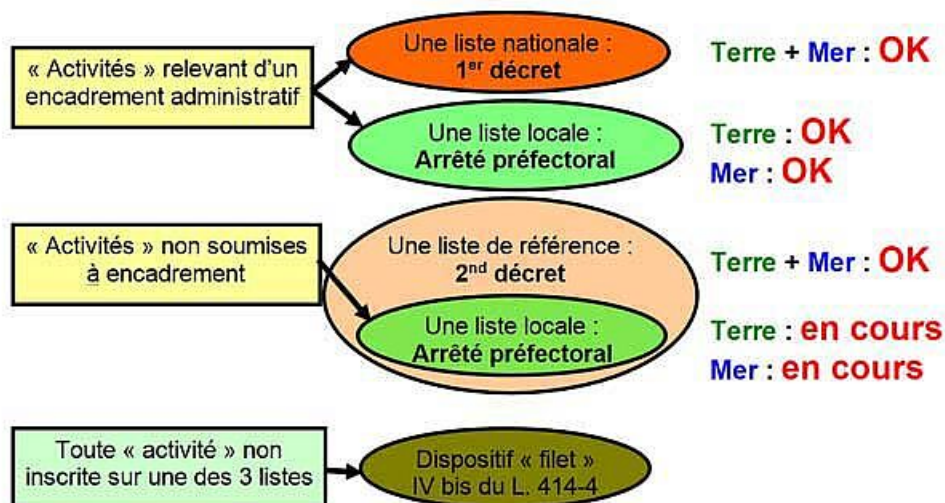 « Activités » relevant d'un
encadrement administratif
Une liste nationale :
1er décret
Terre + Mer : OK
Une liste locale :
Arrêté préfectoral
Terre : OK
Mer : OK
« Activités » non soumises
à encadrement
Une liste de référence :
2nd décret
Terre + Mer : OK
Une liste locale :
Arrêté préfectoral
Terre : en cours
Mer : en cours
Toute « activité » non
inscrite sur une des 3 listes
Dispositif « filet »
IV bis du L. 414-4